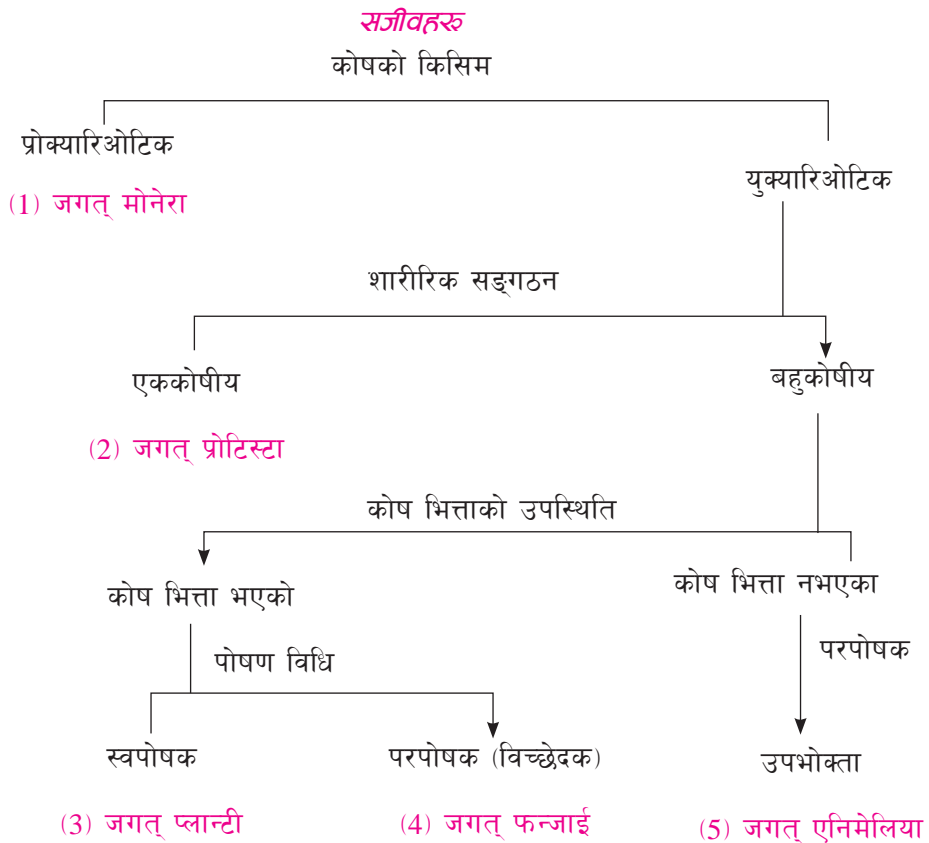 सजीवहरू
कोषको किसिम
प्रोक्यारिओटिक
युक्यारिओटिक
(1) जगत् मोनेरा
शारीरिक सङ्गठन
एककोषीय
बहुकोषीय
(2) जगत् प्रोटिस्टा
कोष भित्ताको उपस्थिति
कोष भित्ता भएको
कोष भित्ता नभएका
पोषण विधि
परपोषक
स्वपोषक
परपोषक (विच्छेदक)
उपभोक्ता
(3) जगत् प्लान्टी
(4) जगत् फन्जाई
(5) जगत् एनिमेलिया